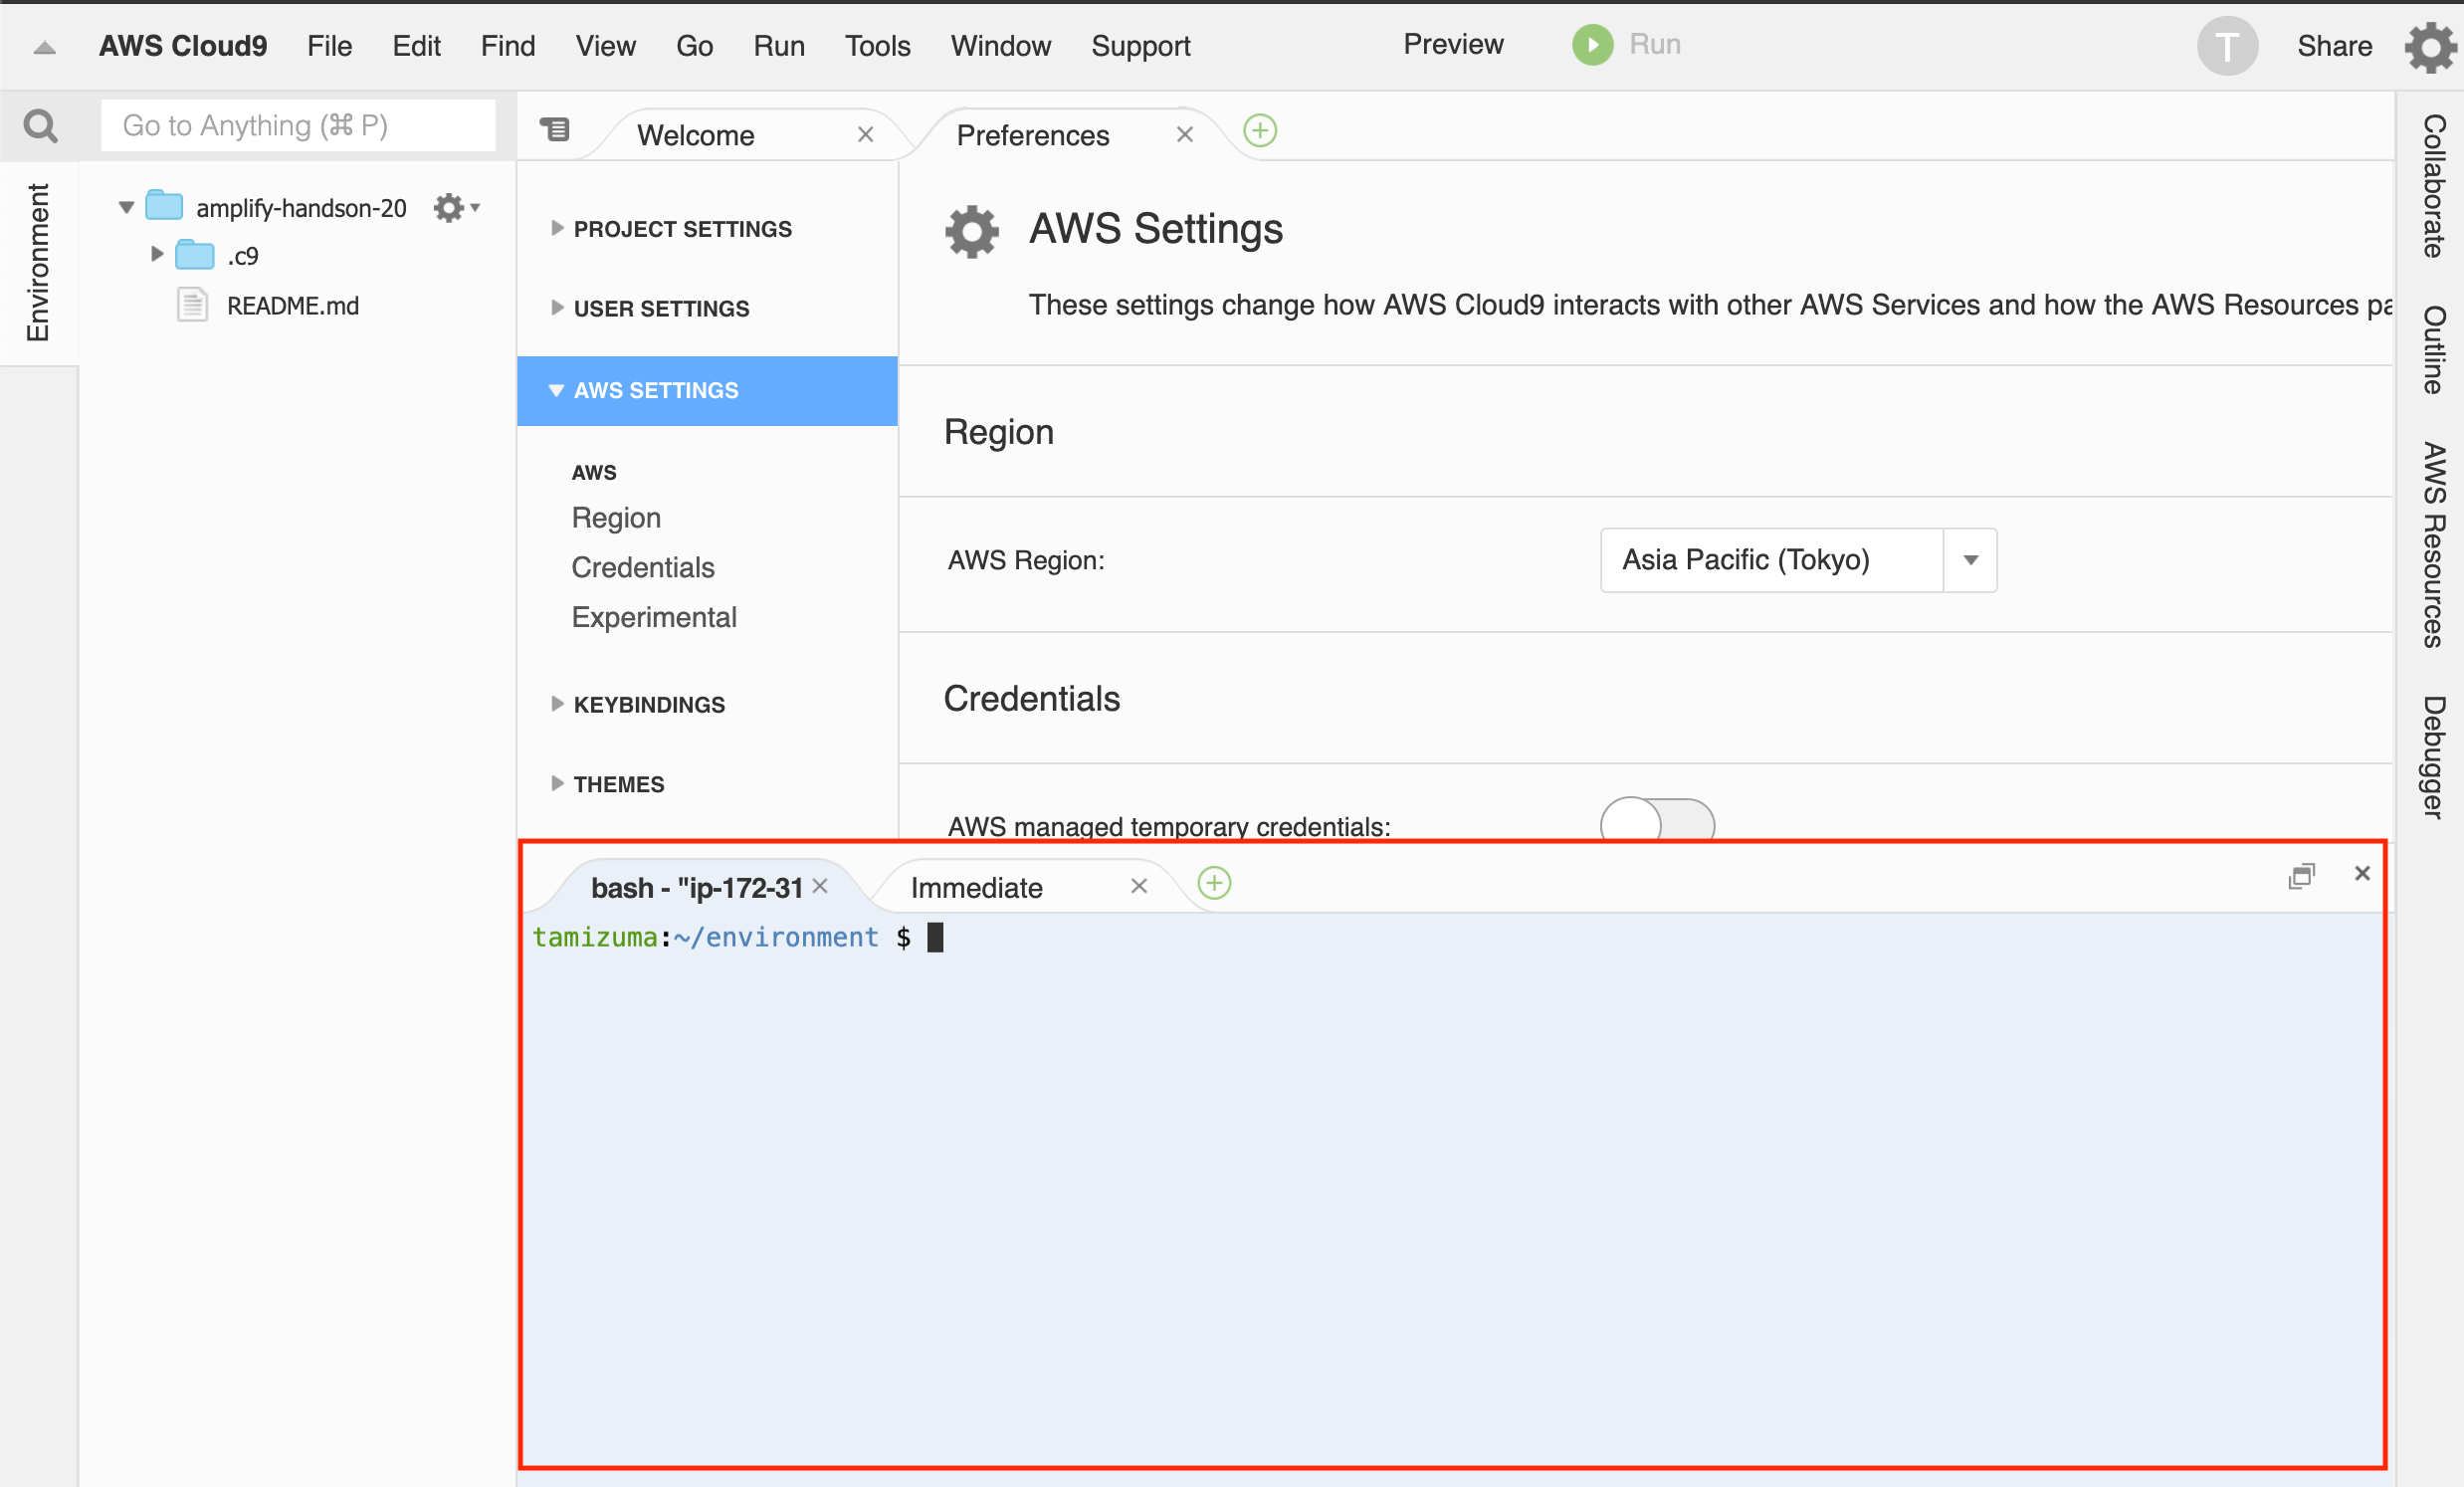 AWS Cloud9 File Edit Find View Go Run Tools Window Support Preview Run T Share
Go to Anything (⌘ P)
Environment
amplify-handson-20
.c9
README.md
Welcome
Preferences
PROJECT SETTINGS
USER SETTINGS
AWS SETTINGS
AWS
Region
Credentials
Experimental
KEYBINDINGS
THEMES
AWS Settings
These settings change how AWS Cloud9 interacts with other AWS Services and how the AWS Resources pa
Region
AWS Region: Asia Pacific (Tokyo)
Credentials
AWS managed temporary credentials:
bash - "ip-172-31 Immediate
tamizuma:~/environment $
Collaborate
Outline
AWS Resources
Debugger